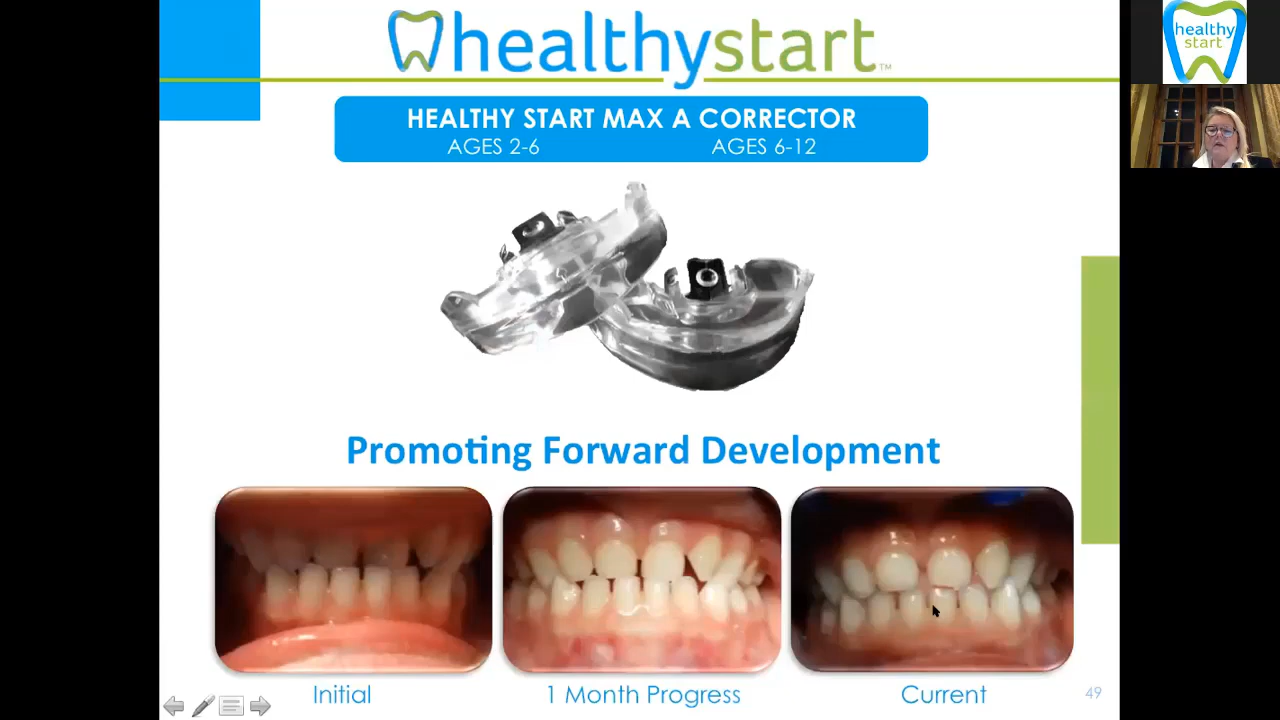 healthystart™
HEALTHY START MAX A CORRECTOR
AGES 2-6 AGES 6-12
Promoting Forward Development
Initial 1 Month Progress Current
49
healthy
start